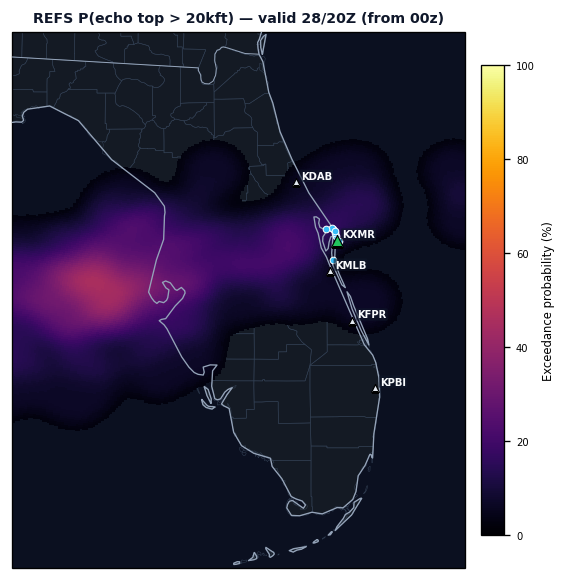 REFS P(echo top > 20kft) — valid 28/20Z (from 00z)
KDAB
KXMR
KMLB
KFPR
KPBI
100
80
60
40
20
0
Exceedance probability (%)